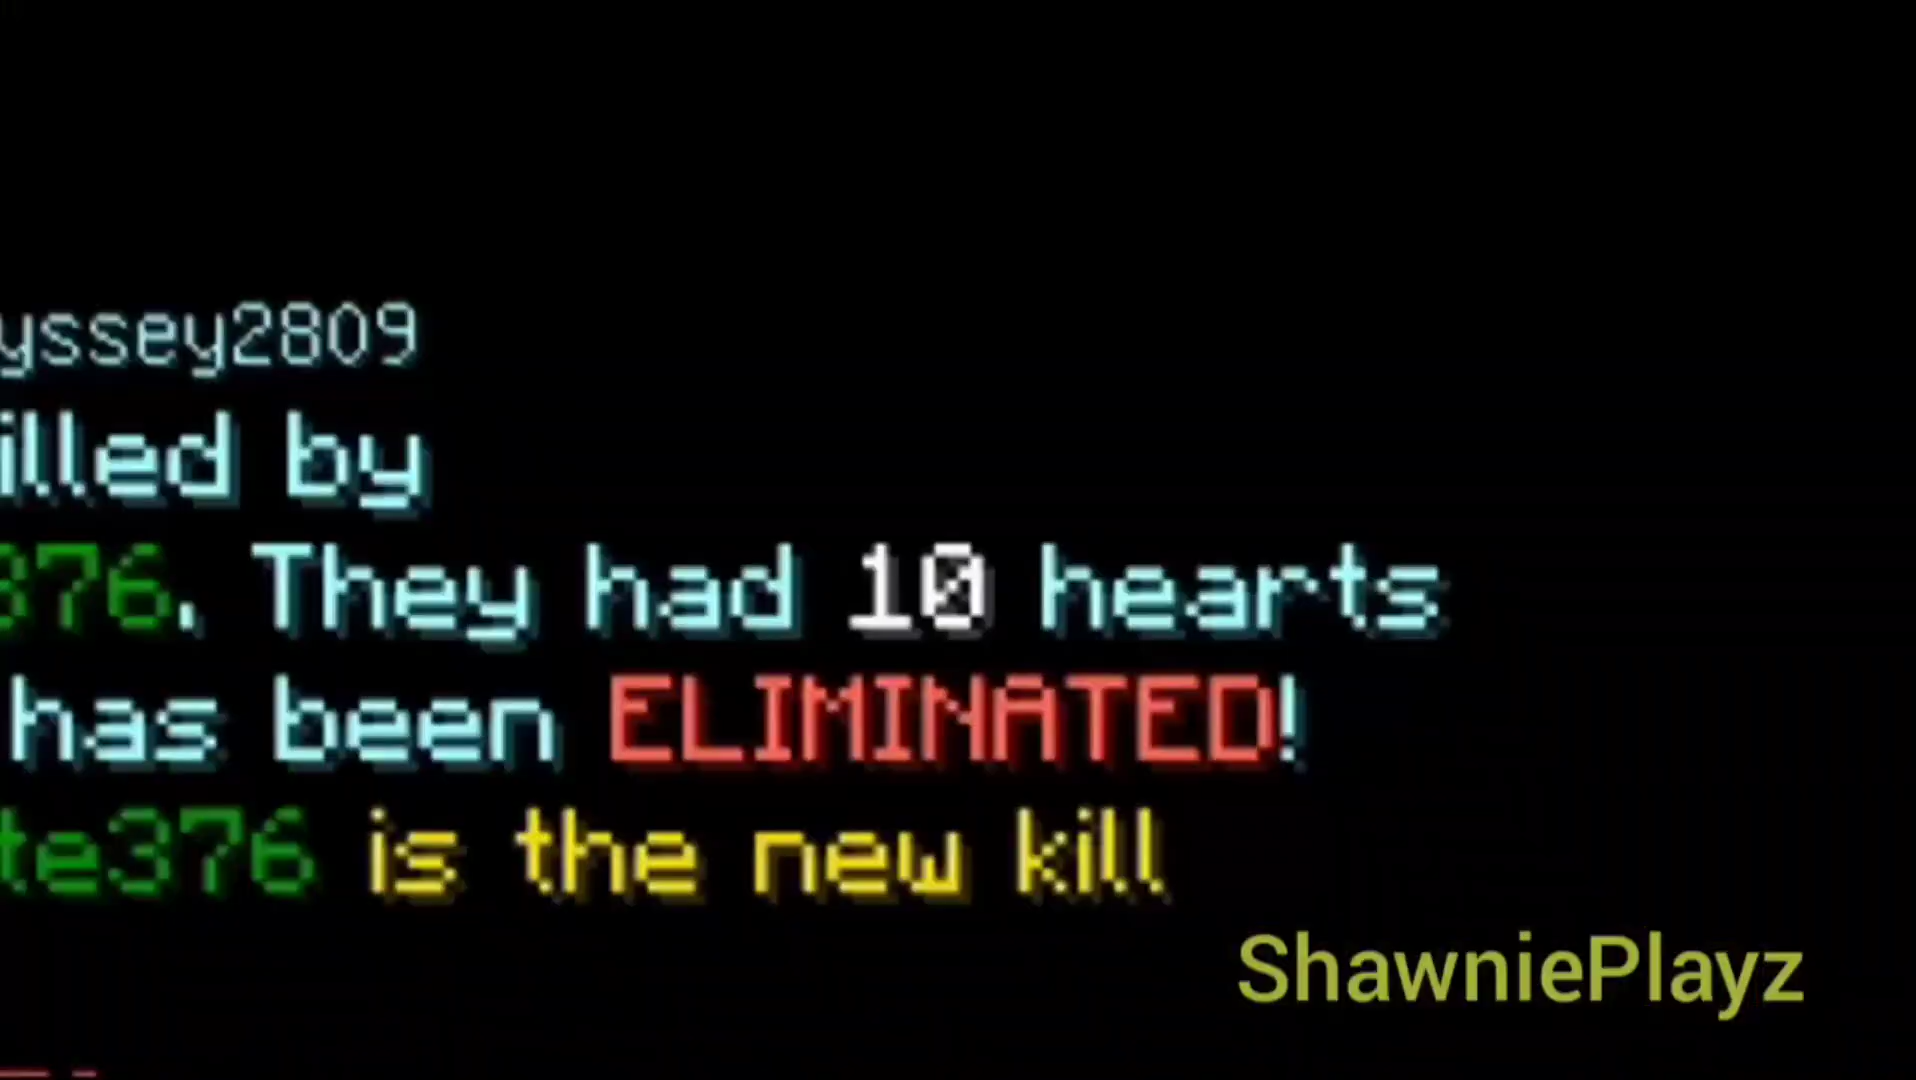 yssey2809
illed by
376. They had 10 hearts
has been ELIMINATED!
te376 is the new kill
ShawniePlayz